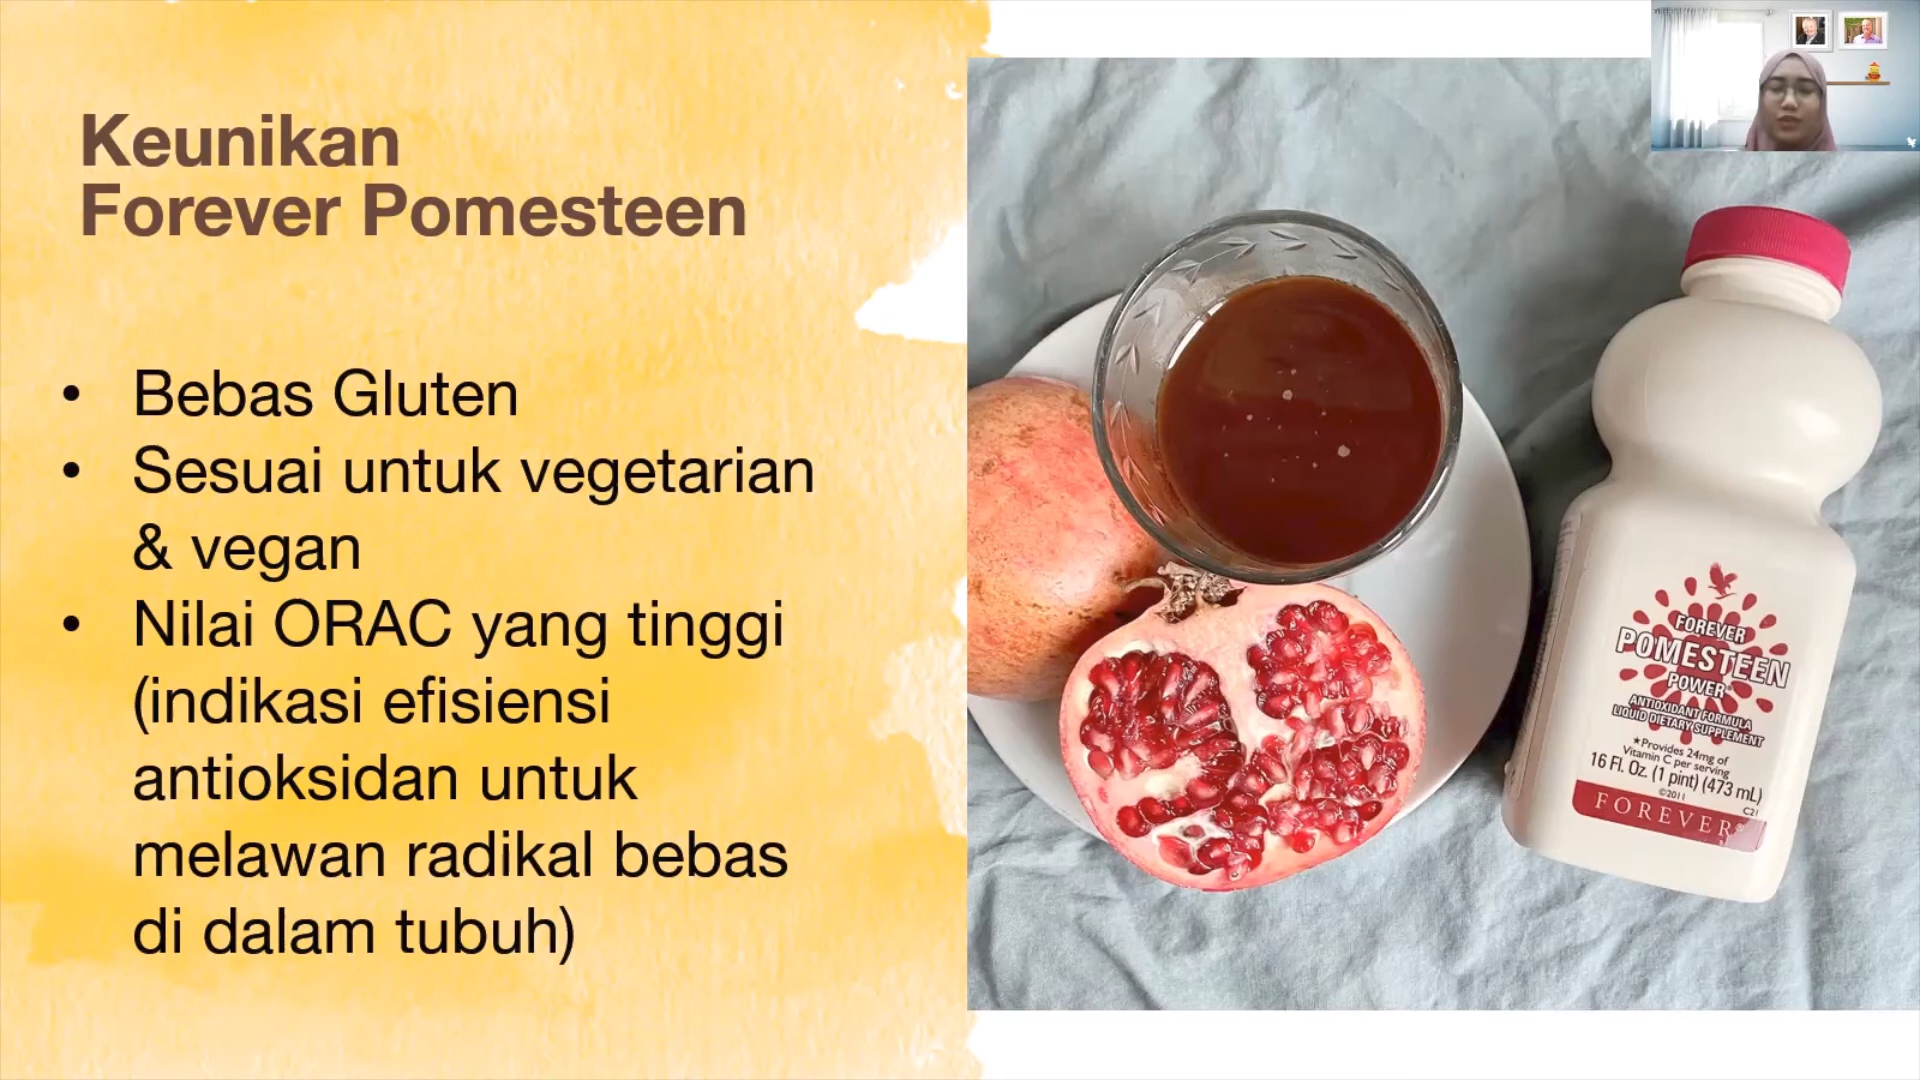 Keunikan
Forever Pomesteen
• Bebas Gluten
• Sesuai untuk vegetarian
& vegan
• Nilai ORAC yang tinggi
(indikasi efisiensi
antioksidan untuk
melawan radikal bebas
di dalam tubuh)
FOREVER
POMESTEEN
POWER
ANTIOXIDANT FORMULA
LIQUID DIETARY SUPPLEMENT
★Provides 24mg of
Vitamin C per serving
16 Fl. Oz. (1 pint) (473 mL)
©2011
C21
FOREVER®